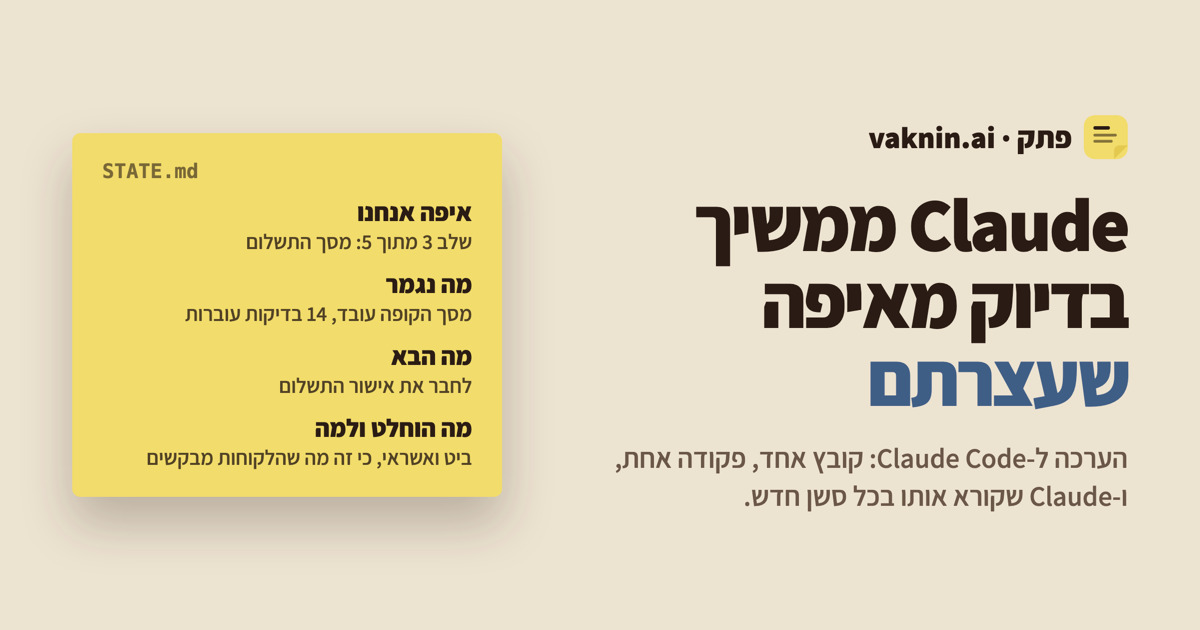 פתק · vaknin.ai
Claude ממשיך
בדיוק מאיפה
שעצרתם
הערכה ל-Claude Code: קובץ אחד, פקודה אחת,
ו-Claude שקורא אותו בכל סשן חדש.
STATE.md
איפה אנחנו
שלב 3 מתוך 5: מסך התשלום
מה נגמר
מסך הקופה עובד, 14 בדיקות עוברות
מה הבא
לחבר את אישור התשלום
מה הוחלט ולמה
ביט ואשראי, כי זה מה שהלקוחות מבקשים